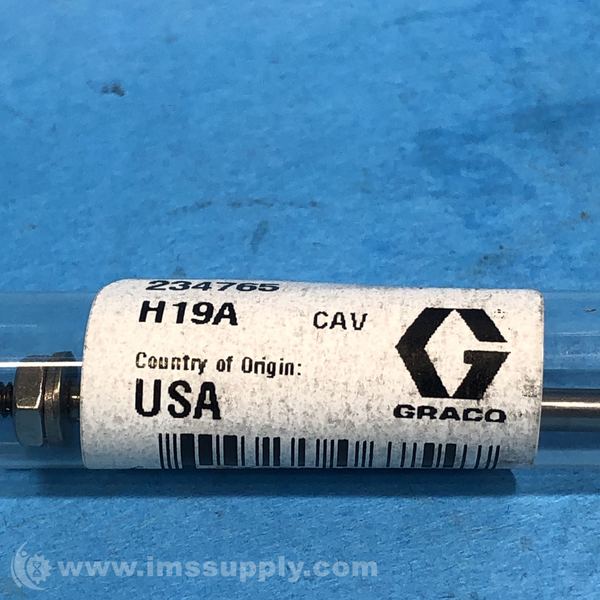 234765
H19A CAV
Country of Origin:
USA
GRACO
www.imssupply.com